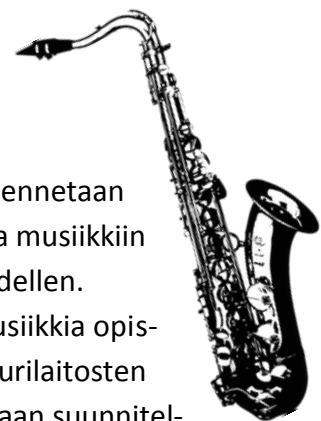 ennetaan
a musiikkiin
dellen.
usiikkia opis-
urilaitosten
aan suunnitel-